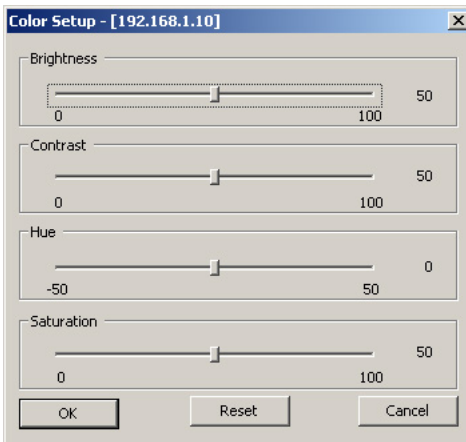 Color Setup - [192.168.1.10]
Brightness
50
0 100
Contrast
50
0 100
Hue
0
-50 50
Saturation
50
0 100
OK Reset Cancel